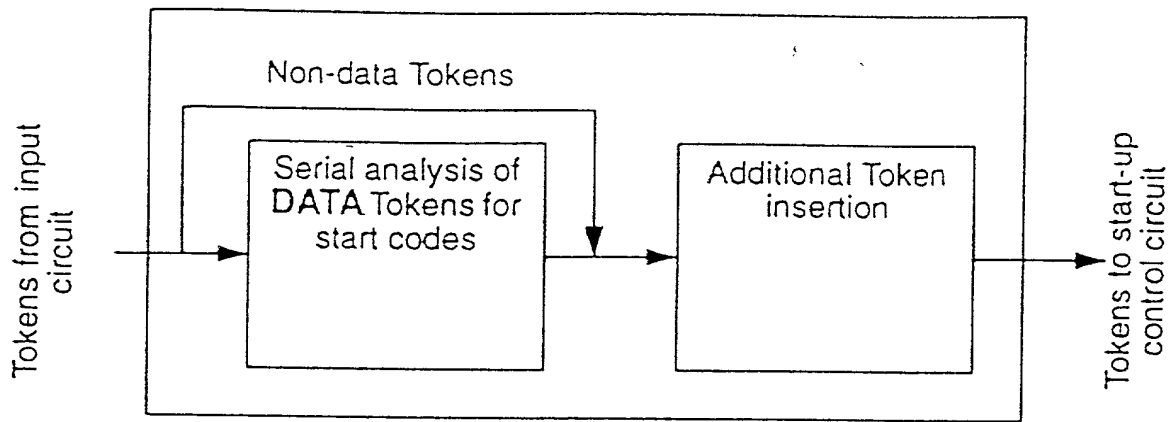 Non-data Tokens
Tokens from input
circuit
Serial analysis of
DATA Tokens for
start codes
Additional Token
insertion
Tokens to start-up
control circuit